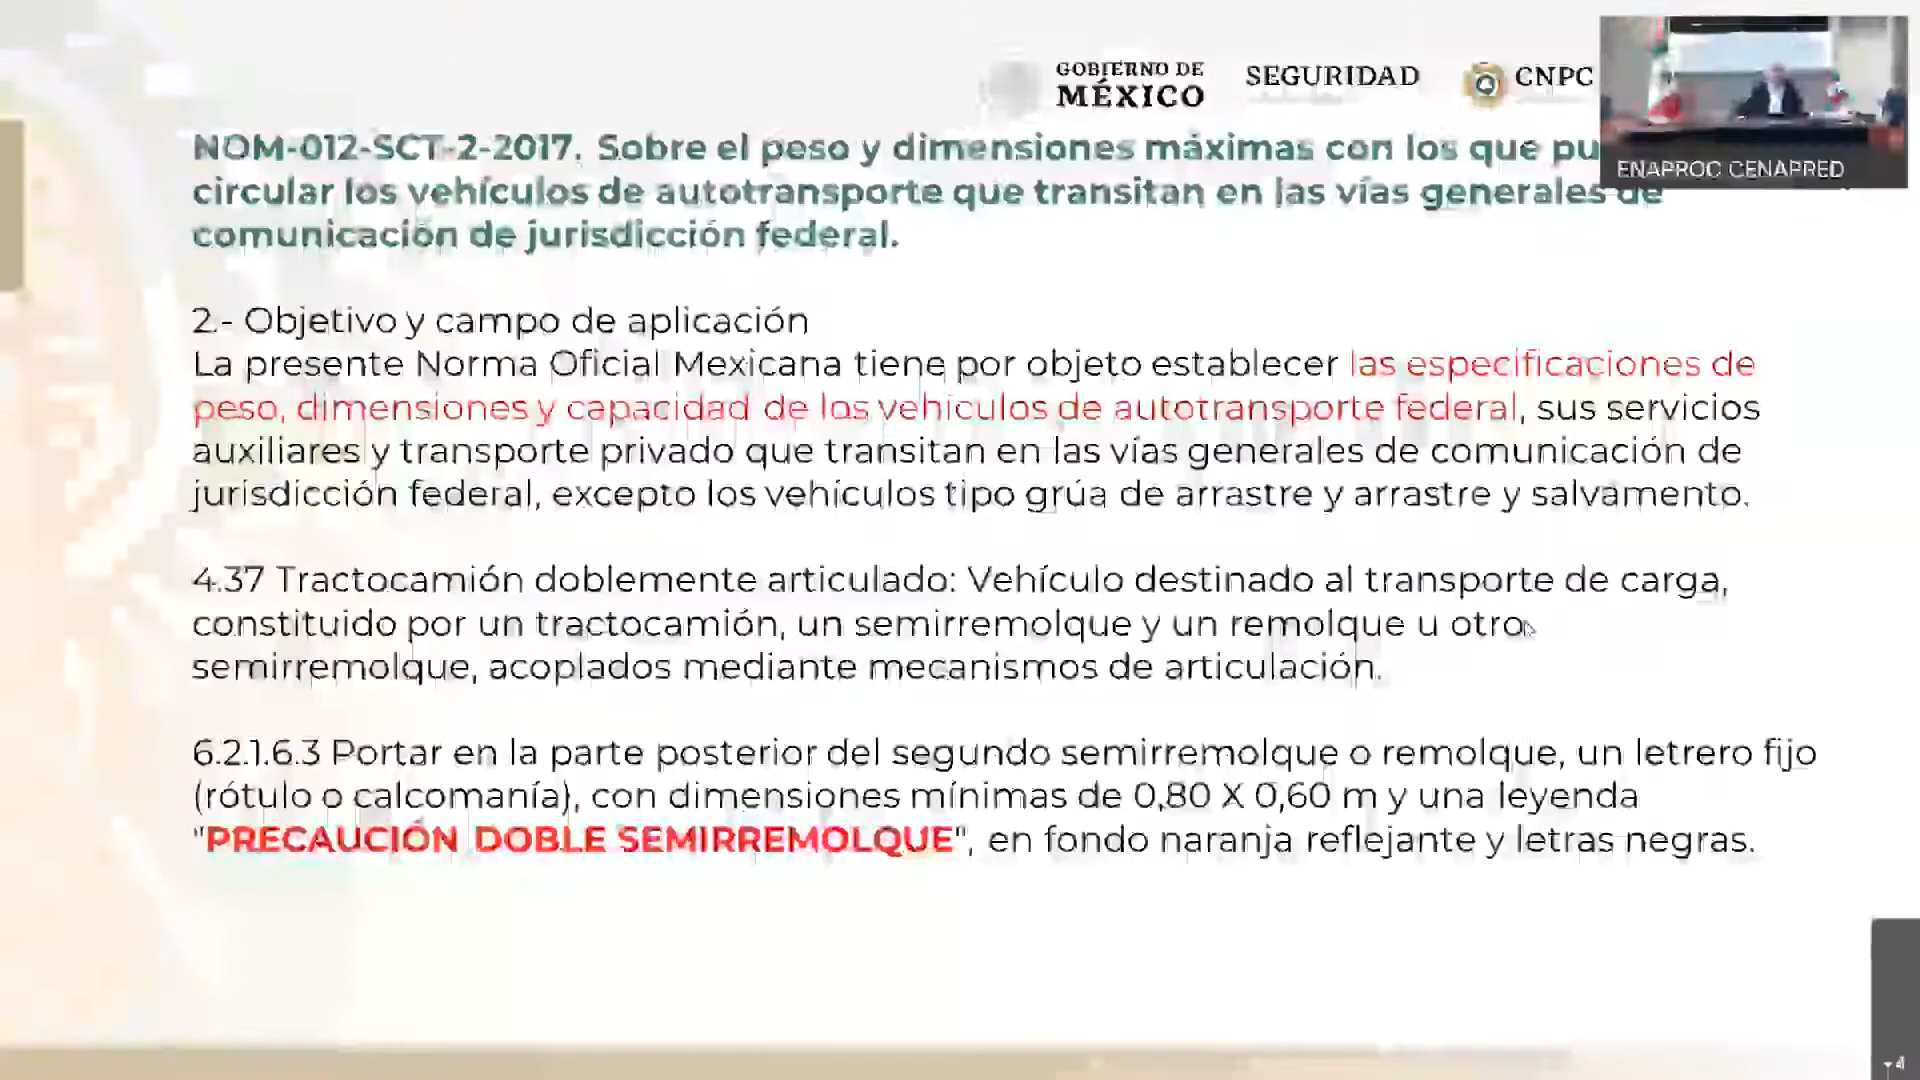 GOBIERNO DE
MÉXICO
SEGURIDAD
CNPC
ENAPROC CENAPRED
NOM-012-SCT-2-2017. Sobre el peso y dimensiones máximas con los que
circular los vehículos de autotransporte que transitan en las vías generales de
comunicación de jurisdicción federal.
2.- Objetivo y campo de aplicación
La presente Norma Oficial Mexicana tiene por objeto establecer las especificaciones de
peso, dimensiones y capacidad de los vehículos de autotransporte federal, sus servicios
auxiliares y transporte privado que transitan en las vías generales de comunicación de
jurisdicción federal, excepto los vehículos tipo grúa de arrastre y arrastre y salvamento.
4.37 Tractocamión doblemente articulado: Vehículo destinado al transporte de carga,
constituido por un tractocamión, un semirremolque y un remolque u otro
semirremolque, acoplados mediante mecanismos de articulación.
6.2.1.6.3 Portar en la parte posterior del segundo semirremolque o remolque, un letrero fijo
(rótulo o calcomanía), con dimensiones mínimas de 0,80 X 0,60 m y una leyenda
"PRECAUCIÓN DOBLE SEMIRREMOLQUE", en fondo naranja reflejante y letras negras.